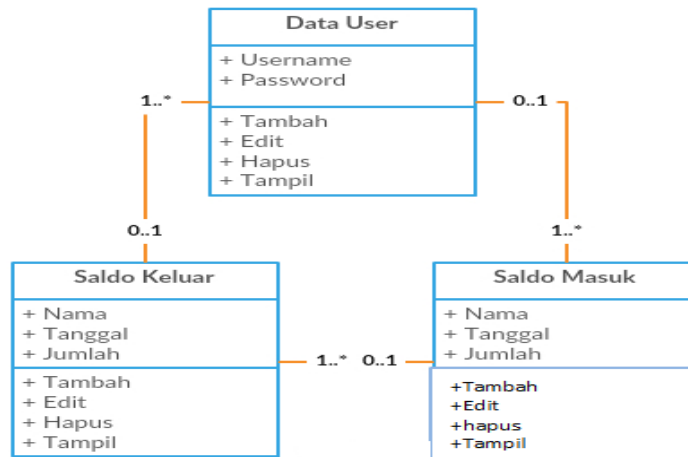 Data User
+ Username
+ Password
+ Tambah
+ Edit
+ Hapus
+ Tampil
1..*
0..1
0..1
1..*
Saldo Keluar
+ Nama
+ Tanggal
+ Jumlah
+ Tambah
+ Edit
+ Hapus
+ Tampil
1..* 0..1
Saldo Masuk
+ Nama
+ Tanggal
+ Jumlah
+Tambah
+Edit
+hapus
+Tampil